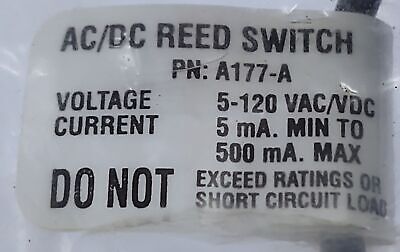 AC/DC REED SWITCH
PN: A177-A
VOLTAGE 5-120 VAC/VDC
CURRENT 5 mA. MIN TO
500 mA. MAX
DO NOT EXCEED RATINGS OR
SHORT CIRCUIT LOAD